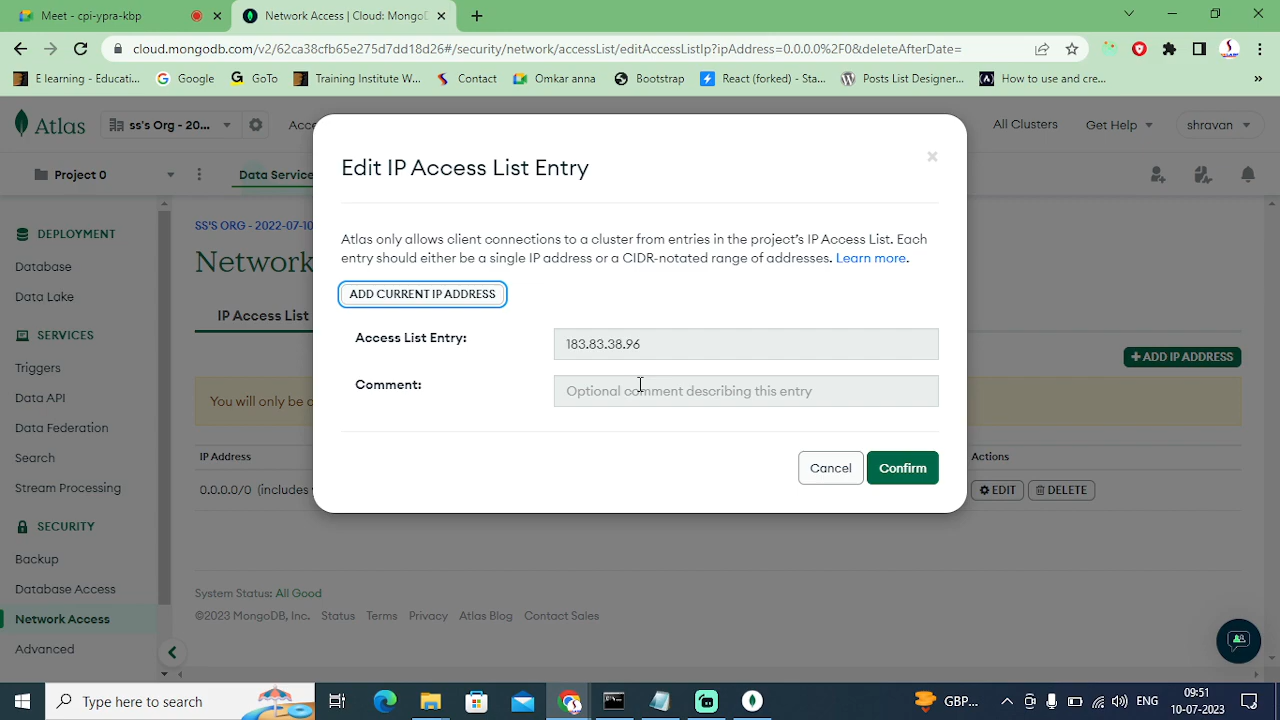 Meet - cpi-ypra-kbp
Network Access | Cloud: MongoD
cloud.mongodb.com/v2/62ca38cfb65e275d7dd18d26#/security/network/accessList/editAccessListIp?ipAddress=0.0.0.0%2F0&deleteAfterDate=
E learning - Educati...
Google
GoTo
Training Institute W...
Contact
Omkar anna
Bootstrap
React (forked) - Sta...
Posts List Designer...
How to use and cre...
Atlas
ss's Org - 20...
Acce
All Clusters
Get Help
shravan
Project 0
Data Service
DEPLOYMENT
Database
Data Lake
SERVICES
Triggers
Data API
Data Federation
Search
Stream Processing
SECURITY
Backup
Database Access
Network Access
Advanced
SS'S ORG - 2022-07-10
Network
IP Access List
+ ADD IP ADDRESS
You will only be a
IP Address
Actions
0.0.0.0/0 (includes
EDIT
DELETE
System Status: All Good
©2023 MongoDB, Inc. Status Terms Privacy Atlas Blog Contact Sales
Edit IP Access List Entry
Atlas only allows client connections to a cluster from entries in the project's IP Access List. Each
entry should either be a single IP address or a CIDR-notated range of addresses. Learn more.
ADD CURRENT IP ADDRESS
Access List Entry:
183.83.38.96
Comment:
Optional comment describing this entry
Cancel
Confirm
Type here to search
GBP...
ENG
09:51
10-07-2023